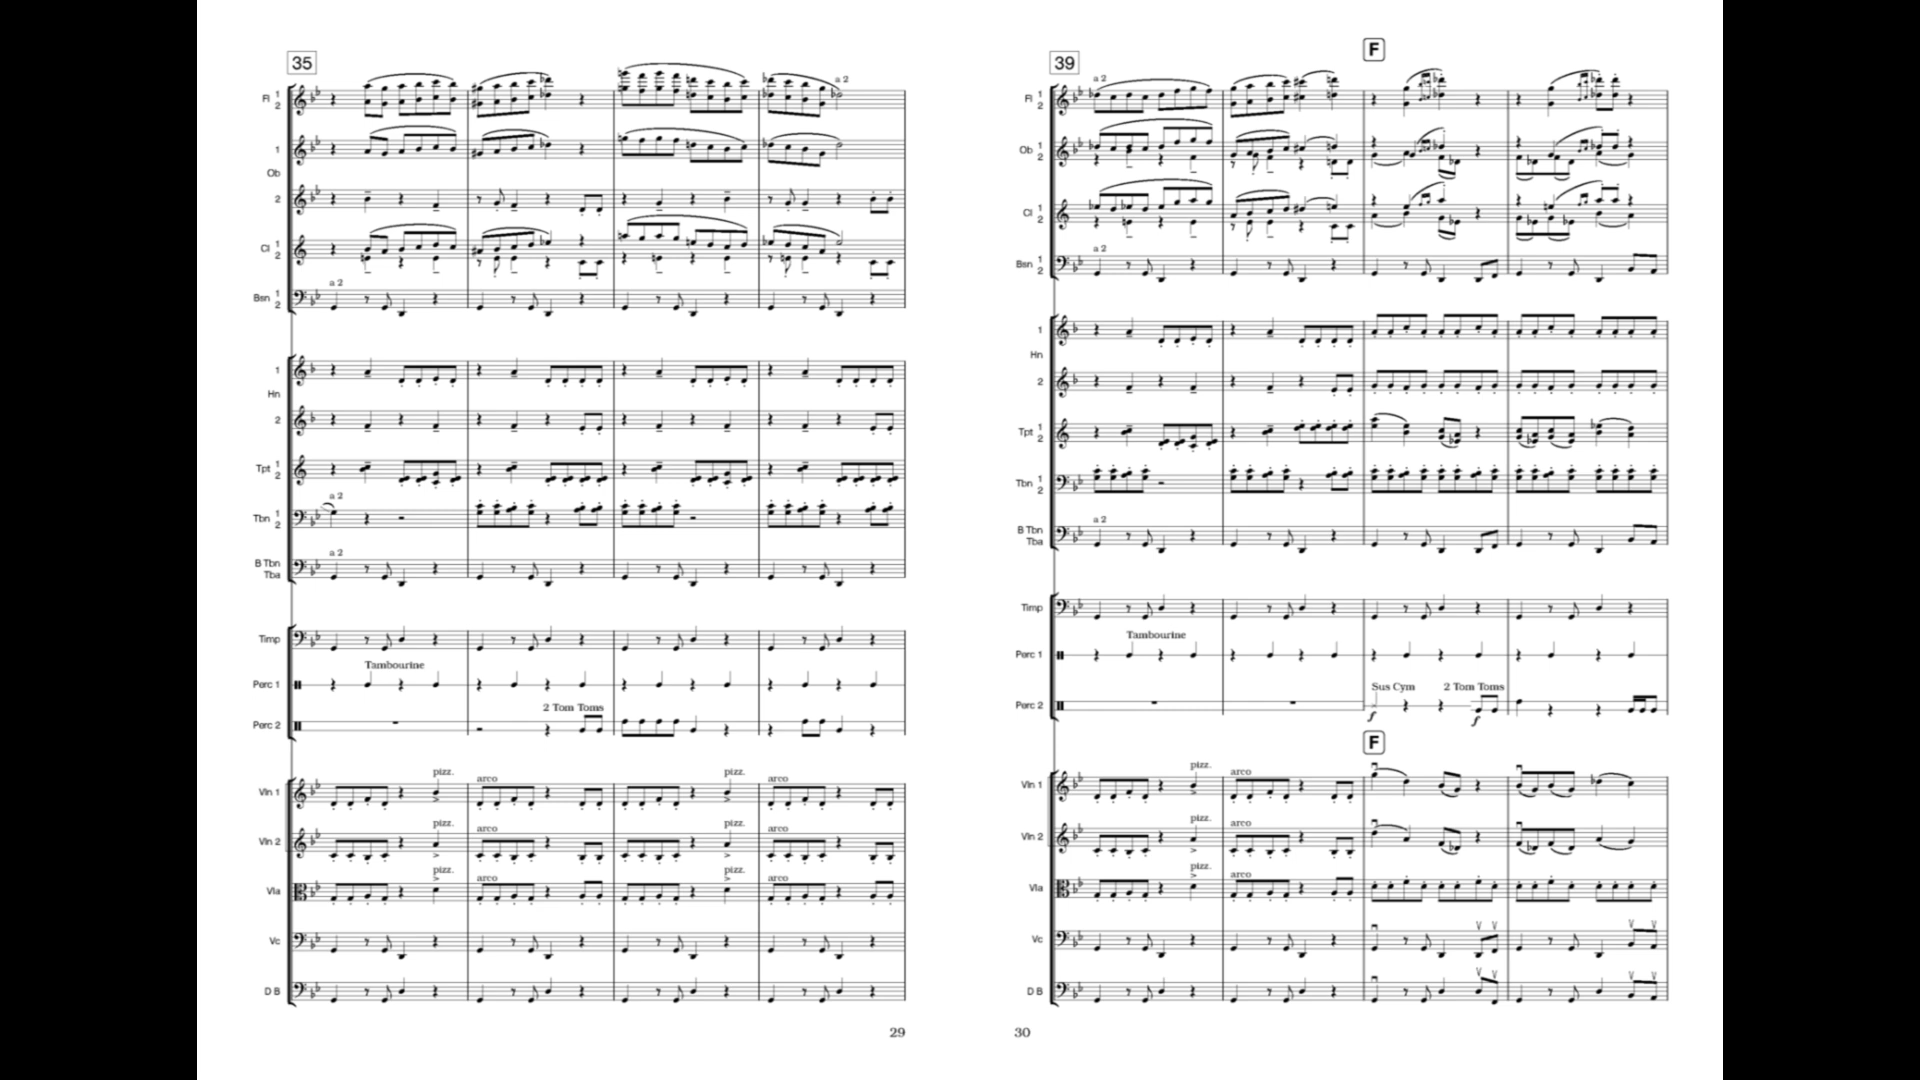 35
Fl 1
2
1
Ob
2
Cl 1
2
a 2
a 2
Bsn 1
2
1
Hn
2
Tpt 1
2
a 2
Tbn 1
2
a 2
B Tbn
Tba
Timp
Tambourine
Perc 1
2 Tom Toms
Perc 2
pizz. arco pizz. arco
Vln 1
pizz. arco pizz. arco
Vln 2
pizz. arco pizz. arco
Vla
Vc
D B
29
F
39
a 2
Fl 1
2
Ob 1
2
Cl 1
2
a 2
Bsn 1
2
1
Hn
2
Tpt 1
2
Tbn 1
2
a 2
B Tbn
Tba
Timp
Tambourine
Perc 1
Sus Cym 2 Tom Toms
Perc 2
f f
F
pizz. arco
Vln 1
pizz. arco
Vln 2
pizz. arco
Vla
Vc
D B
30